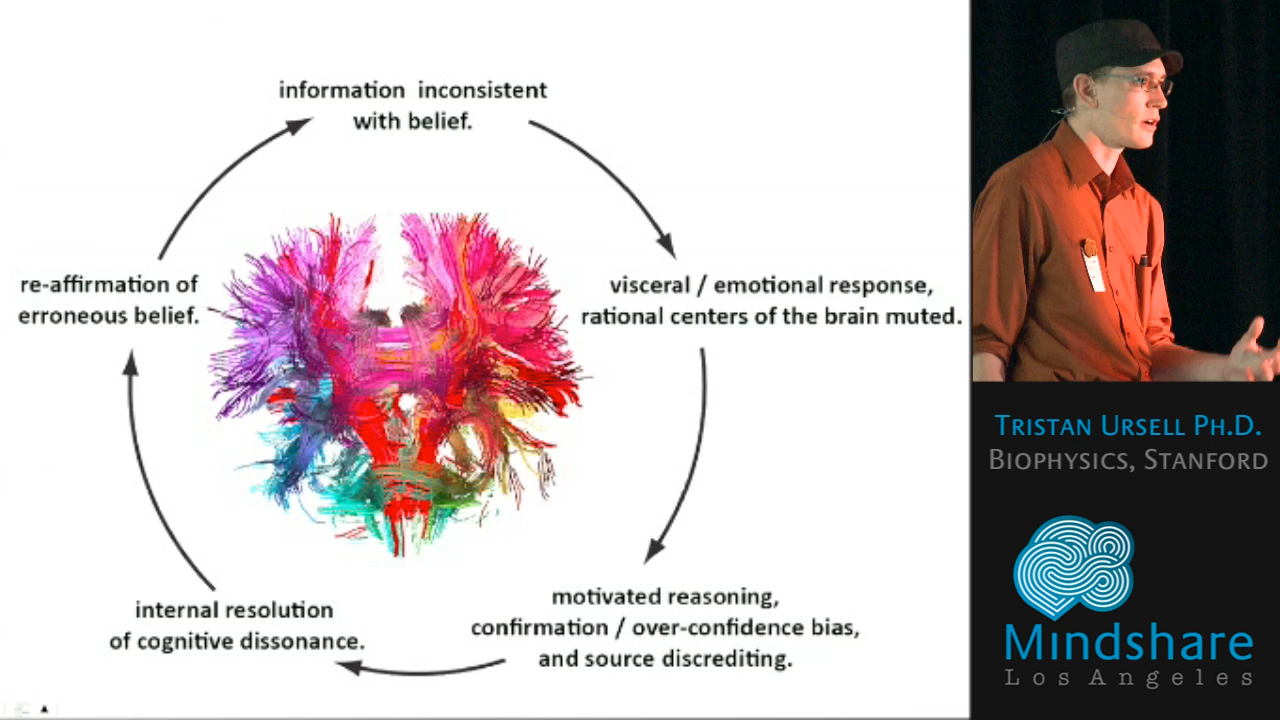 information inconsistent
with belief.
visceral / emotional response,
rational centers of the brain muted.
motivated reasoning,
confirmation / over-confidence bias,
and source discrediting.
internal resolution
of cognitive dissonance.
re-affirmation of
erroneous belief.
Tristan Ursell Ph.D.
Biophysics, Stanford
Mindshare
Los Angeles